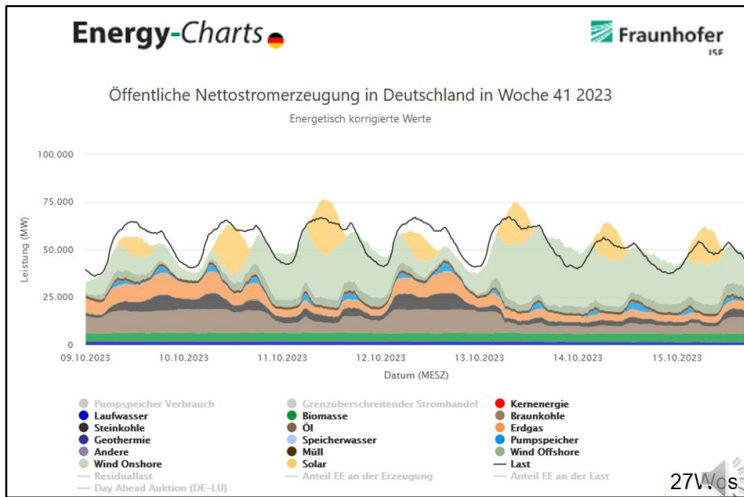 Energy-Charts
Fraunhofer
ISE
Öffentliche Nettostromerzeugung in Deutschland in Woche 41 2023
Energetisch korrigierte Werte
100.000
75.000
50.000
25.000
0
Leistung (MW)
09.10.2023 10.10.2023 11.10.2023 12.10.2023 13.10.2023 14.10.2023 15.10.2023
Datum (MESZ)
Pumpspeicher Verbrauch Grenzüberschreitender Stromhandel Kernenergie
Laufwasser Biomasse Braunkohle
Steinkohle Öl Erdgas
Geothermie Speicherwasser Pumpspeicher
Andere Müll Wind Offshore
Wind Onshore Solar Last
Residuallast Anteil EE an der Erzeugung Anteil EE an der Last
Day Ahead Auktion (DE-LU)